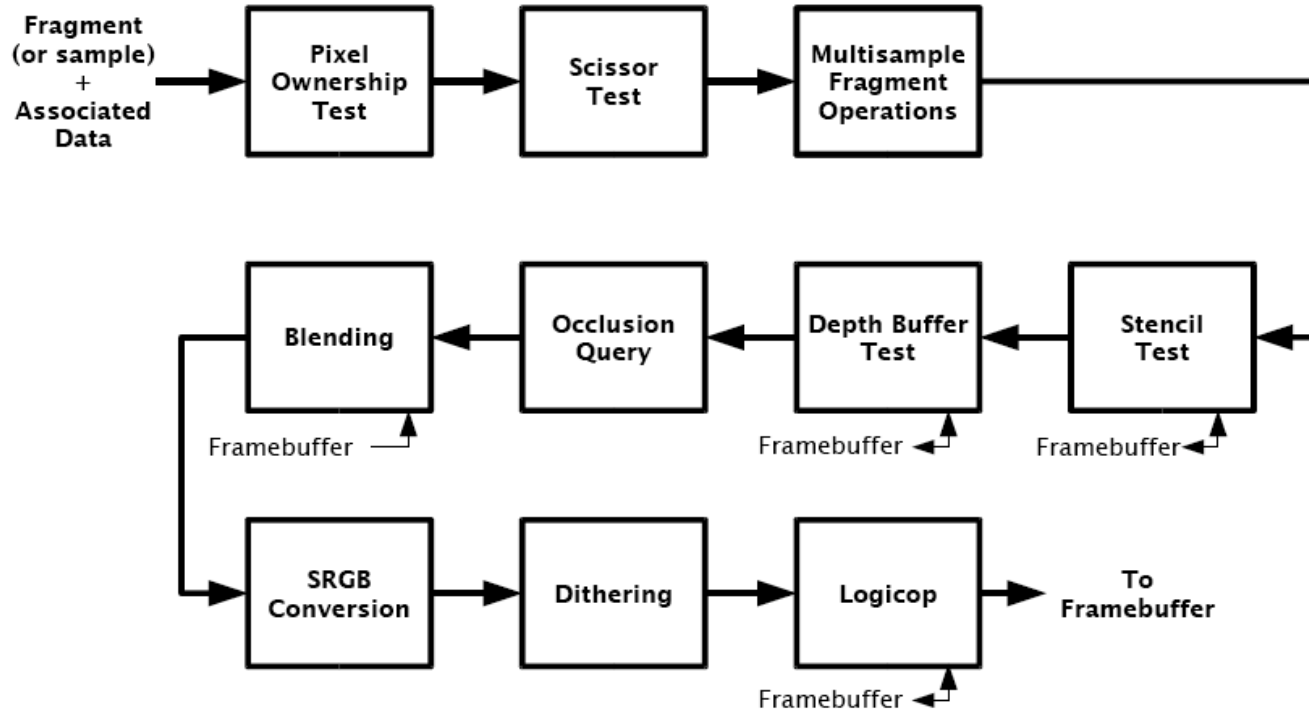 Fragment
(or sample)
+
Associated
Data
Pixel
Ownership
Test
Scissor
Test
Multisample
Fragment
Operations
Blending
Occlusion
Query
Depth Buffer
Test
Stencil
Test
Framebuffer
Framebuffer
Framebuffer
SRGB
Conversion
Dithering
Logicop
To
Framebuffer
Framebuffer